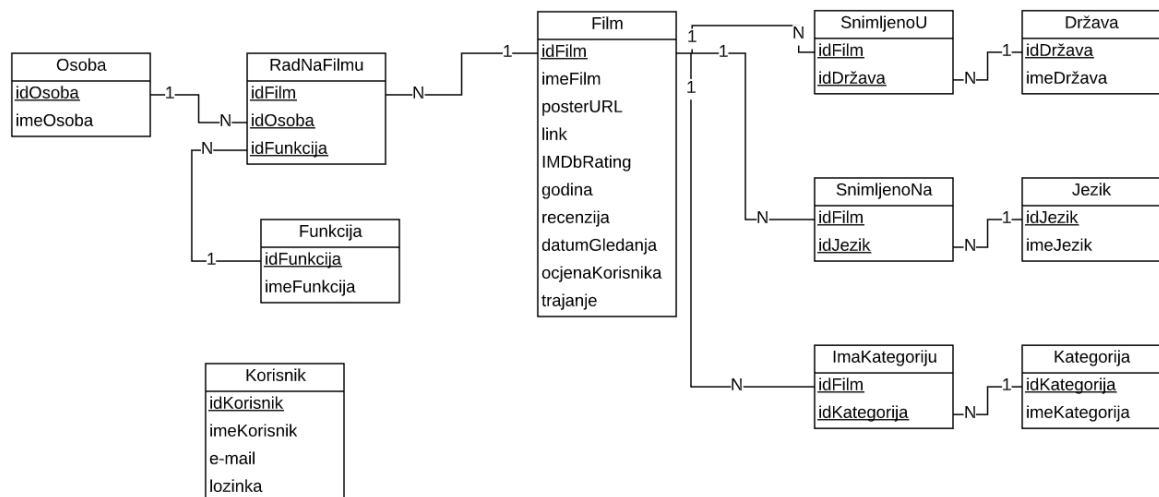 Osoba
idOsoba
imeOsoba
1
N
RadNaFilmu
idFilm
idOsoba
idFunkcija
N
1
N
Funkcija
idFunkcija
imeFunkcija
1
Korisnik
idKorisnik
imeKorisnik
e-mail
lozinka
Film
idFilm
imeFilm
posterURL
link
IMDbRating
godina
recenzija
datumGledanja
ocjenaKorisnika
trajanje
1
1
1
N
SnimljenoU
idFilm
idDržava
N
1
Država
idDržava
imeDržava
N
SnimljenoNa
idFilm
idJezik
N
1
Jezik
idJezik
imeJezik
N
ImaKategoriju
idFilm
idKategorija
N
1
Kategorija
idKategorija
imeKategorija